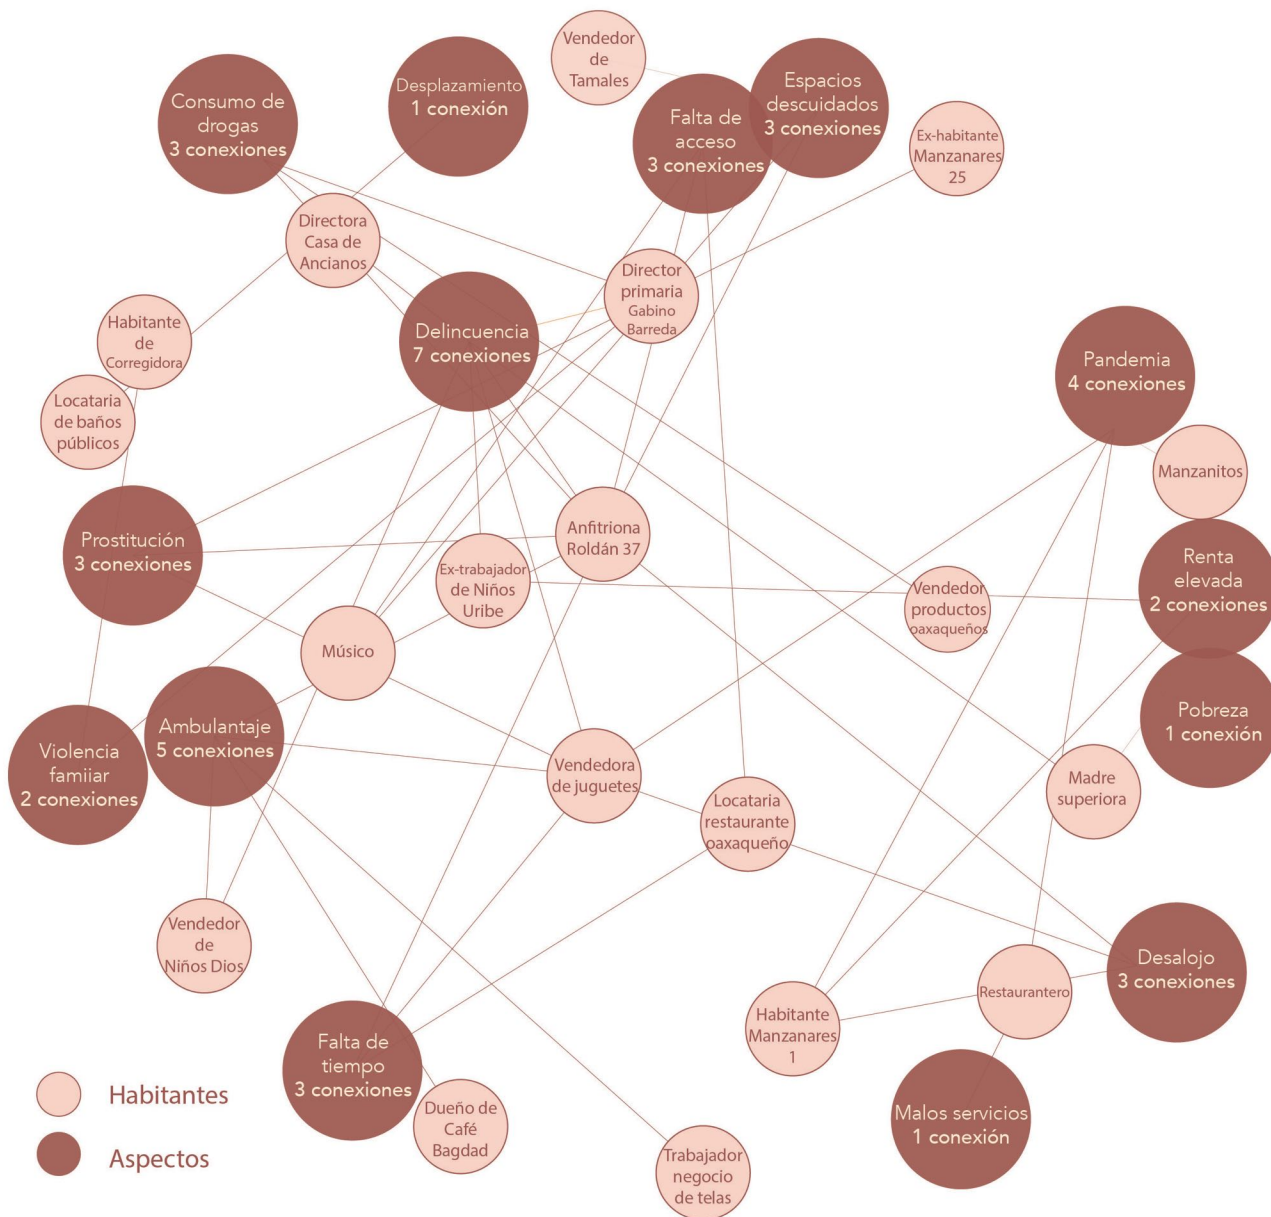 Vendedor
de
Tamales
Consumo de
drogas
3 conexiones
Desplazamiento
1 conexión
Falta de
acceso
3 conexiones
Espacios
descuidados
3 conexiones
Ex-habitante
Manzanares
25
Directora
Casa de
Ancianos
Director
primaria
Gabino
Barreda
Habitante
de
Corregidora
Delincuencia
7 conexiones
Pandemia
4 conexiones
Locataria
de baños
públicos
Manzanitos
Prostitución
3 conexiones
Anfitriona
Roldán 37
Ex-trabajador
de Niños
Uribe
Vendedor
productos
oaxaqueños
Renta
elevada
2 conexiones
Músico
Pobreza
1 conexión
Violencia
famiiar
2 conexiones
Ambulantaje
5 conexiones
Vendedora
de juguetes
Locataria
restaurante
oaxaqueño
Madre
superiora
Vendedor
de
Niños Dios
Desalojo
3 conexiones
Restaurantero
Habitante
Manzanares
1
Falta de
tiempo
3 conexiones
Malos servicios
1 conexión
Dueño de
Café
Bagdad
Trabajador
negocio
de telas
Habitantes
Aspectos